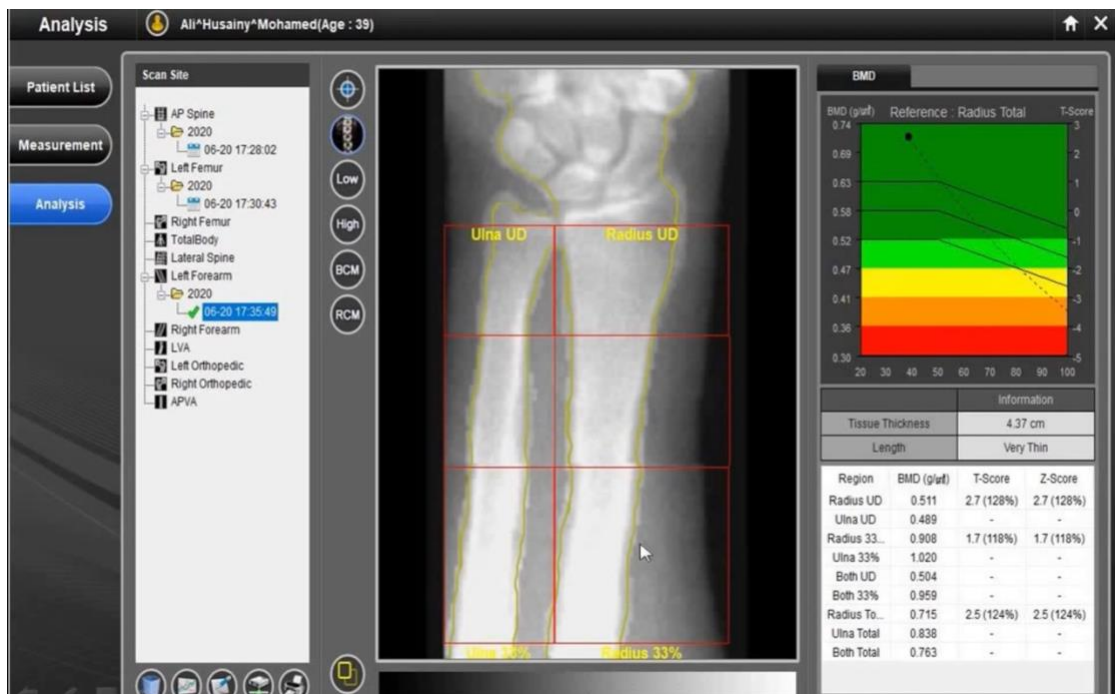 Analysis
Ali^Husainy^Mohamed(Age : 39)
Patient List
Measurement
Analysis
Scan Site
AP Spine
2020
06-20 17:28:02
Left Femur
2020
06-20 17:30:43
Right Femur
TotalBody
Lateral Spine
Left Forearm
2020
06-20 17:35:49
Right Forearm
LVA
Left Orthopedic
Right Orthopedic
APVA
Low
High
BCM
RCM
Ulna UD Radius UD
Ulna 33% Radius 33%
BMD
BMD (g/㎠) Reference : Radius Total T-Score
0.74 3
0.69 2
0.63 1
0.58 0
0.52 -1
0.47 -2
0.41 -3
0.36 -4
0.30 -5
20 30 40 50 60 70 80 90 100
Information
Tissue Thickness 4.37 cm
Length Very Thin
Region BMD (g/㎠) T-Score Z-Score
Radius UD 0.511 2.7 (128%) 2.7 (128%)
Ulna UD 0.489 - -
Radius 33... 0.908 1.7 (118%) 1.7 (118%)
Ulna 33% 1.020 - -
Both UD 0.504 - -
Both 33% 0.959 - -
Radius To... 0.715 2.5 (124%) 2.5 (124%)
Ulna Total 0.838 - -
Both Total 0.763 - -